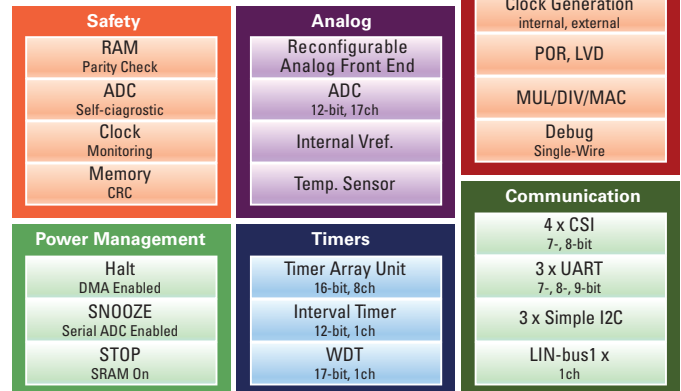 Safety
RAM
Parity Check
ADC
Self-ciagrostic
Clock
Monitoring
Memory
CRC
Analog
Reconfigurable
Analog Front End
ADC
12-bit, 17ch
Internal Vref.
Temp. Sensor
Clock Generation
internal, external
POR, LVD
MUL/DIV/MAC
Debug
Single-Wire
Power Management
Halt
DMA Enabled
SNOOZE
Serial ADC Enabled
STOP
SRAM On
Timers
Timer Array Unit
16-bit, 8ch
Interval Timer
12-bit, 1ch
WDT
17-bit, 1ch
Communication
4 x CSI
7-, 8-bit
3 x UART
7-, 8-, 9-bit
3 x Simple I2C
LIN-bus1 x
1ch